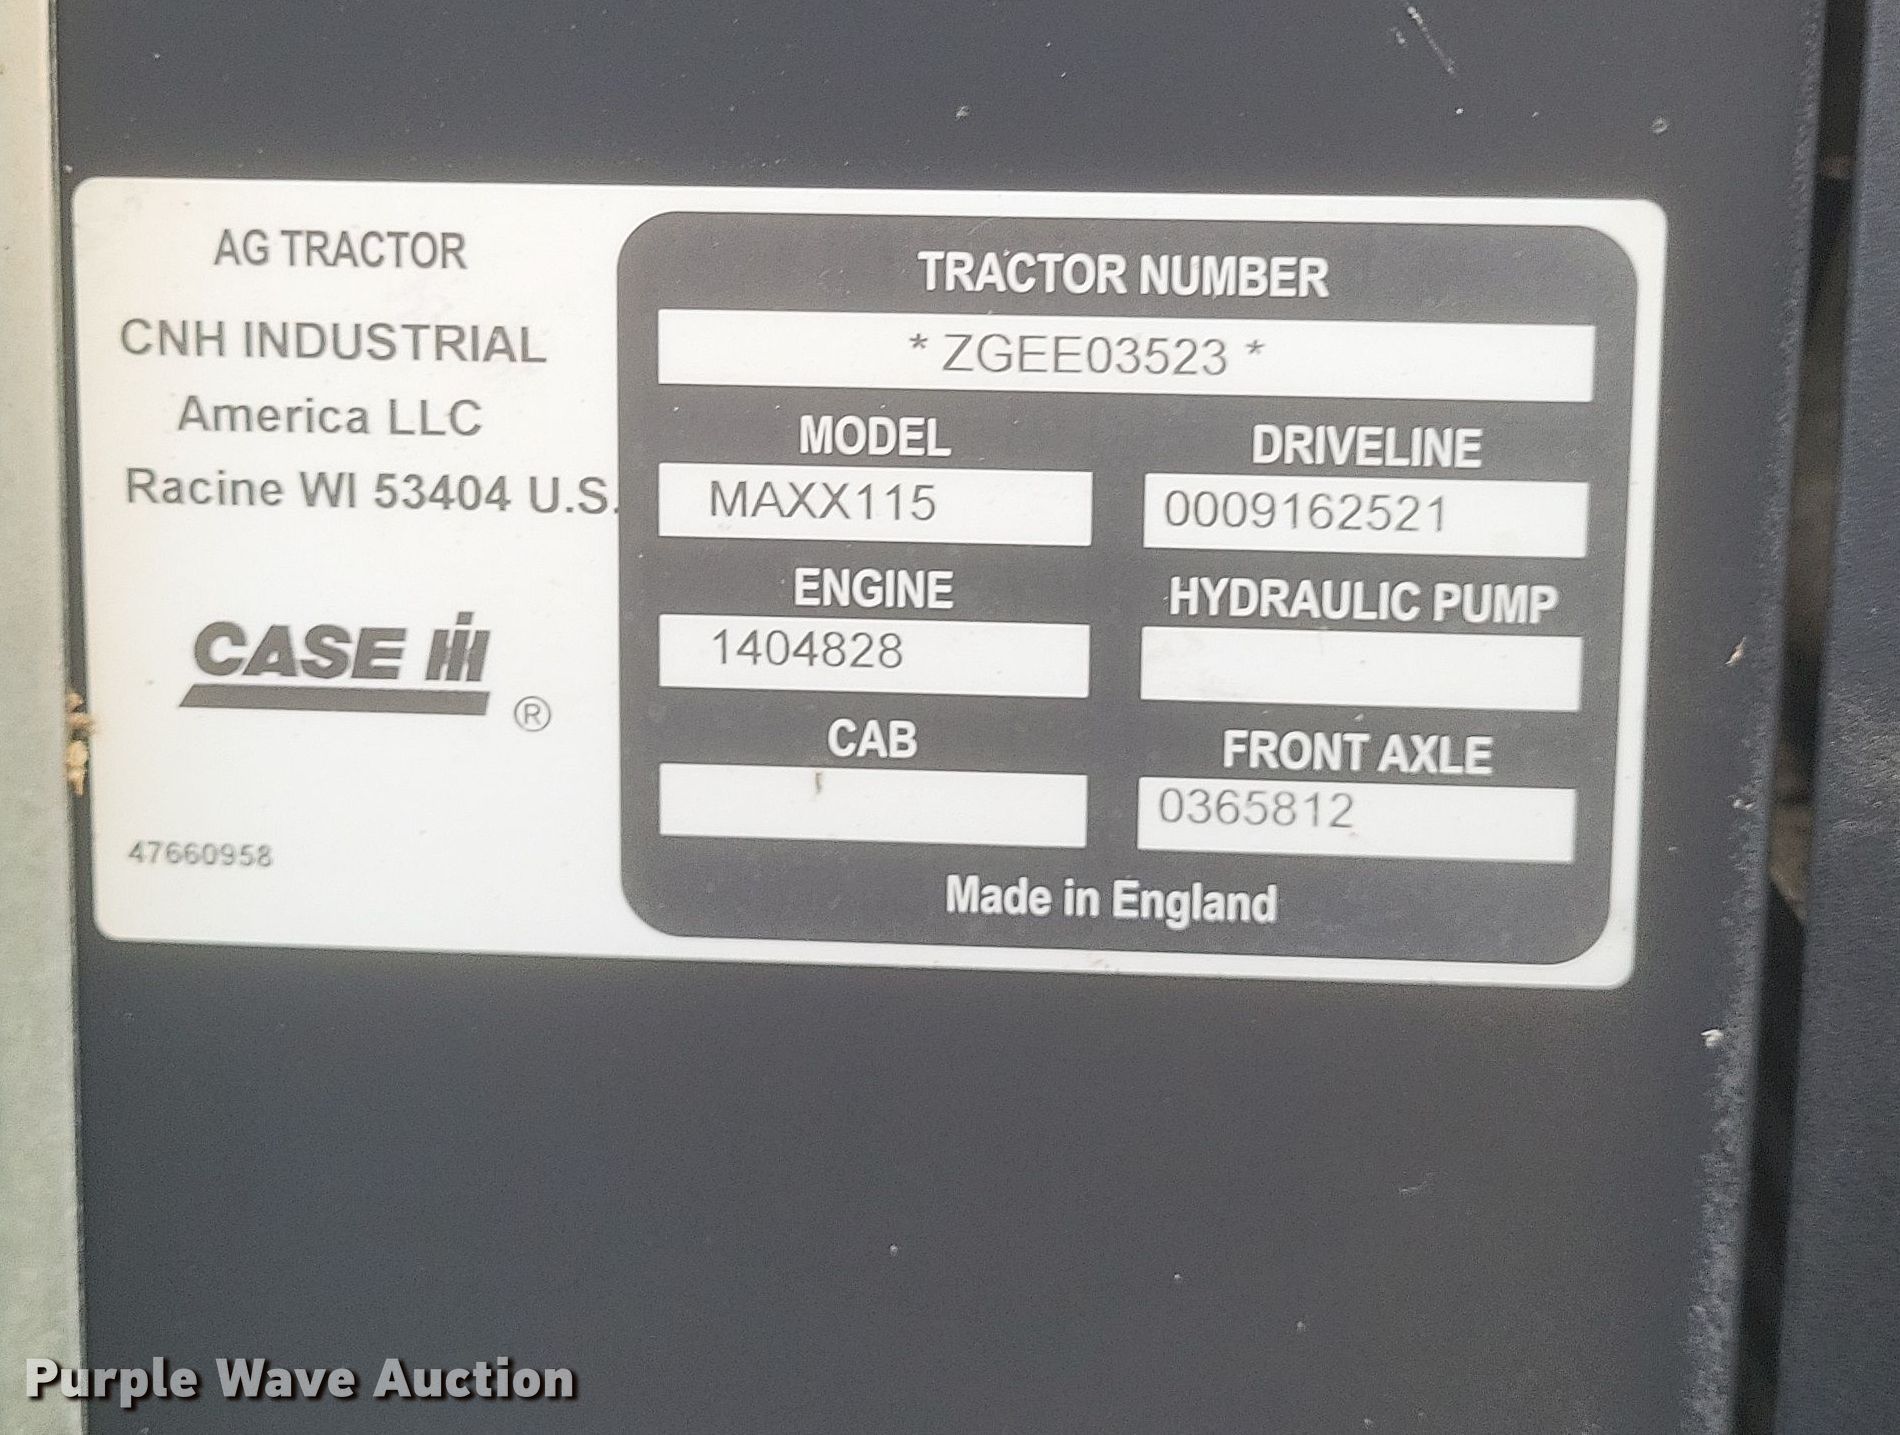 AG TRACTOR
CNH INDUSTRIAL
America LLC
Racine WI 53404 U.S.
CASE IH
®
47660958
TRACTOR NUMBER
* ZGEE03523 *
MODEL
MAXX115
DRIVELINE
0009162521
ENGINE
1404828
HYDRAULIC PUMP
CAB
FRONT AXLE
0365812
Made in England
Purple Wave Auction